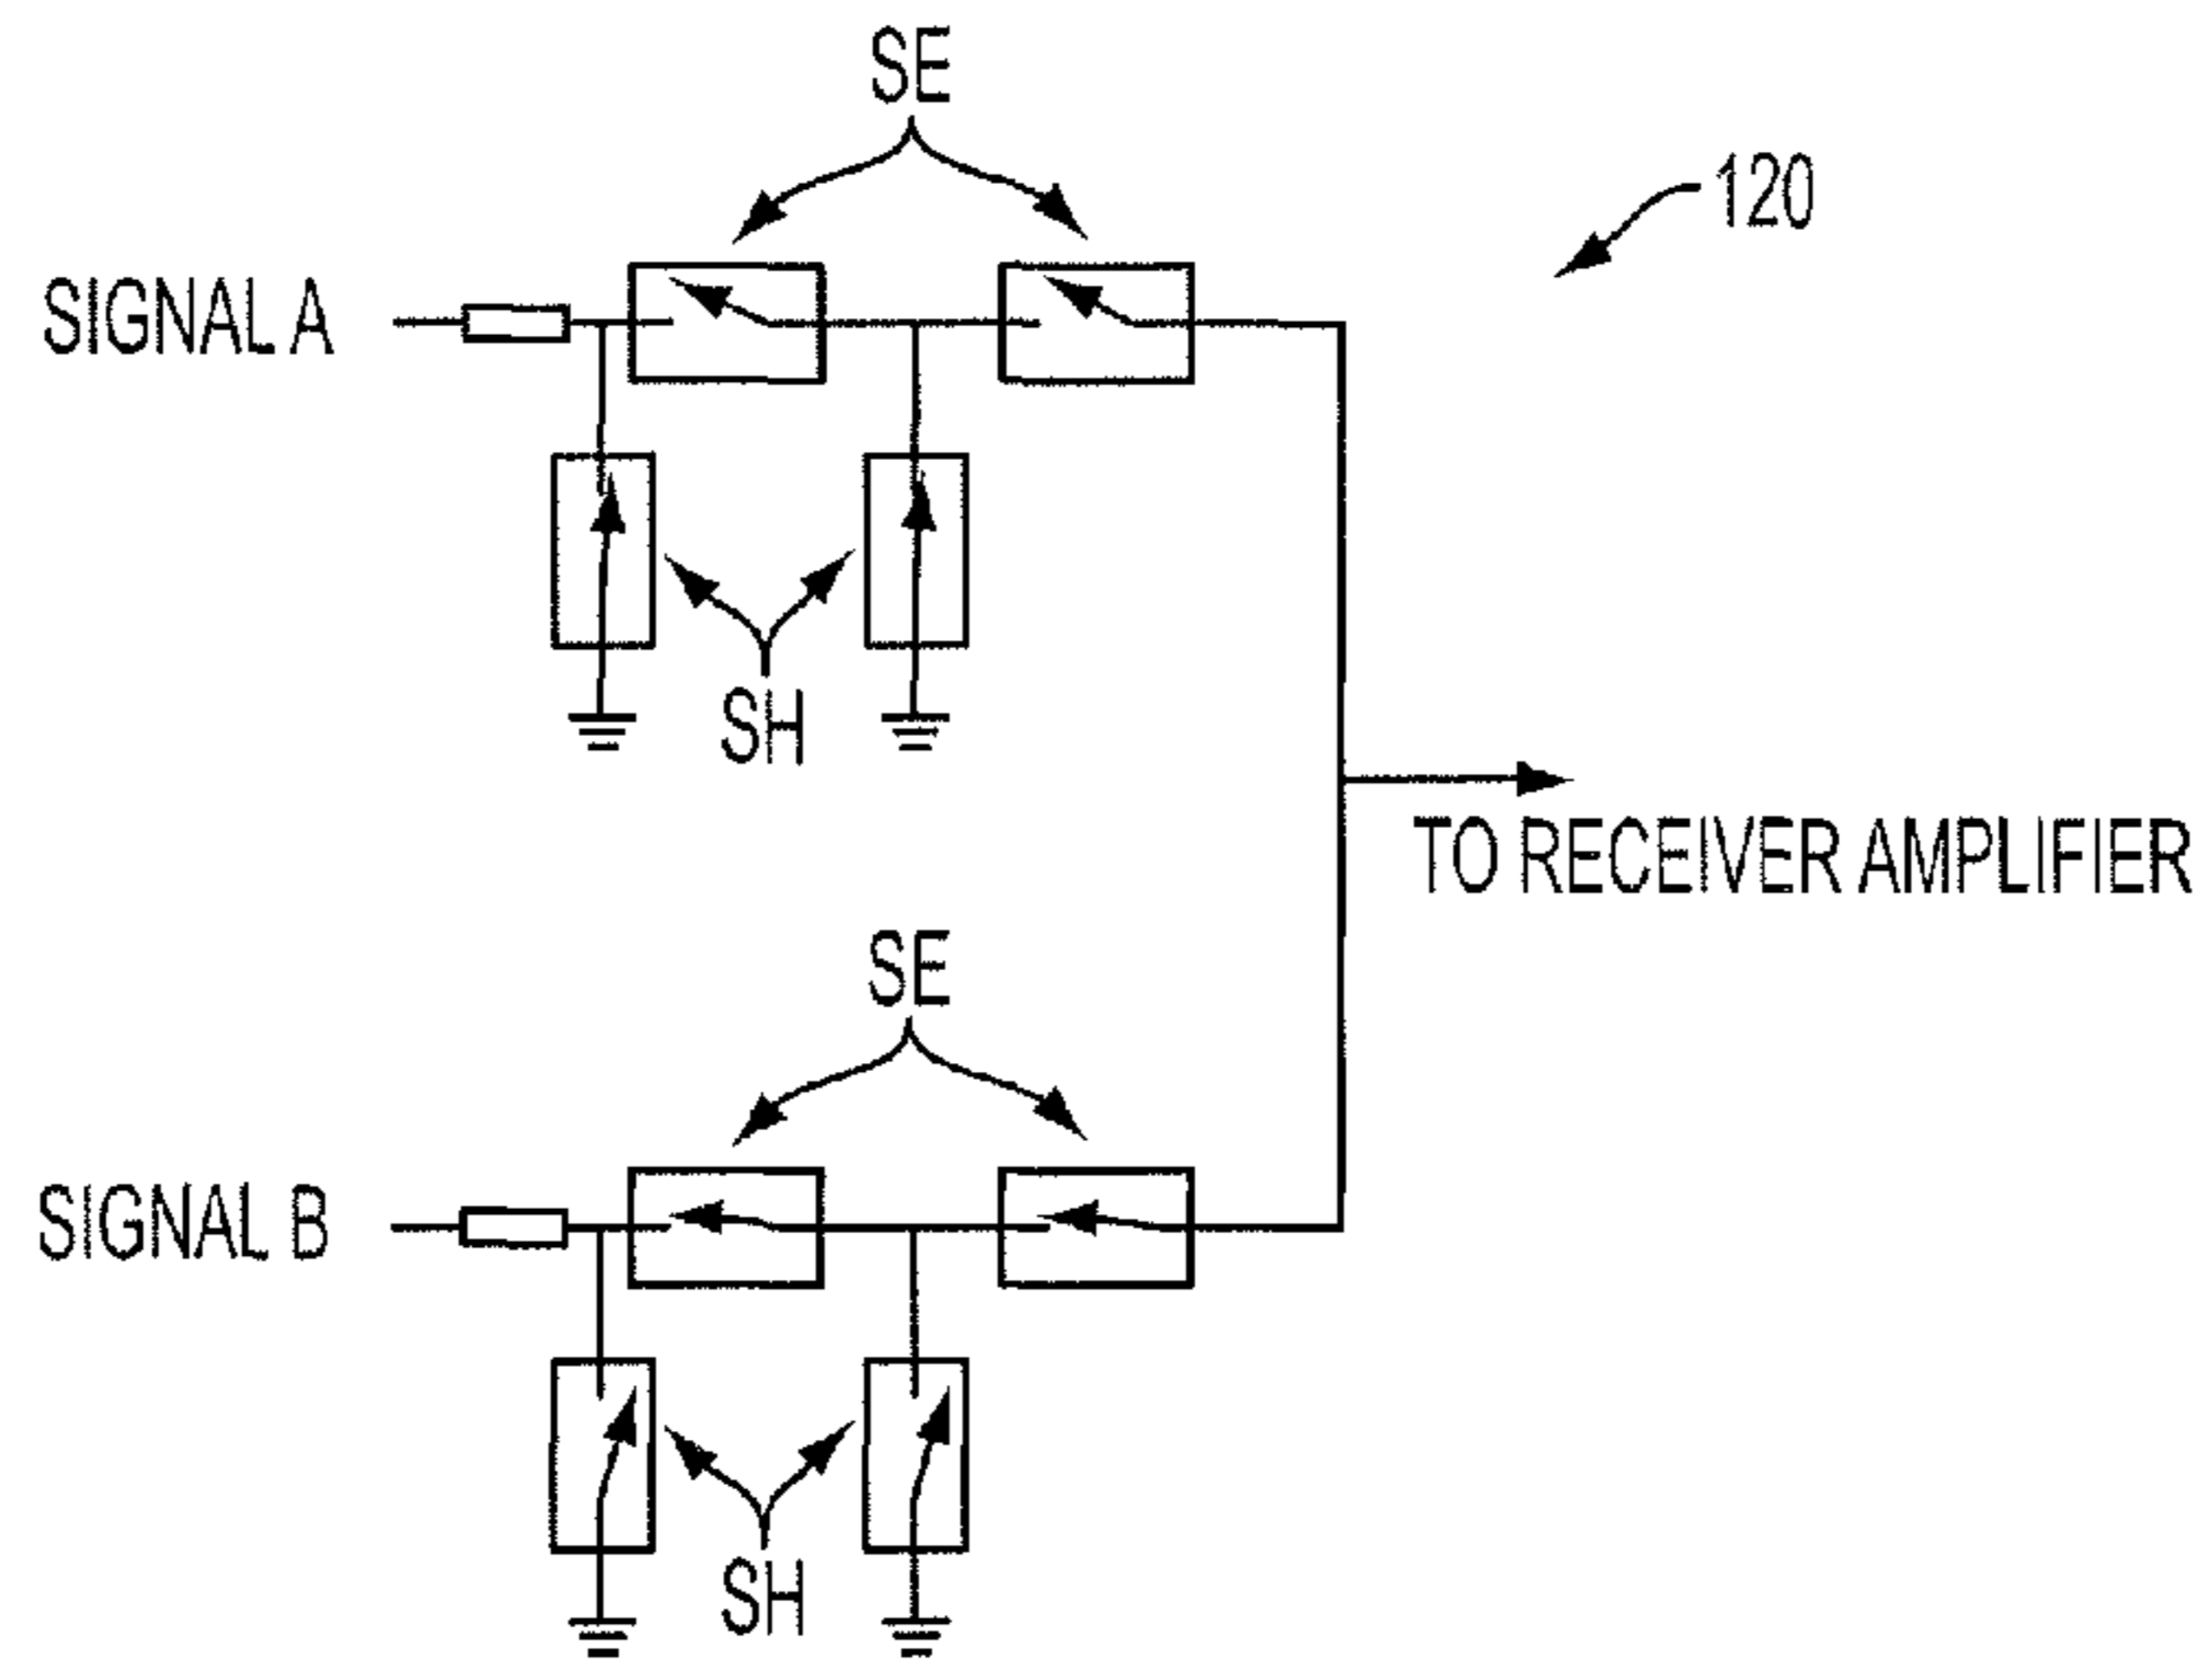 SE
120
SIGNAL A
SH
TO RECEIVER AMPLIFIER
SE
SIGNAL B
SH